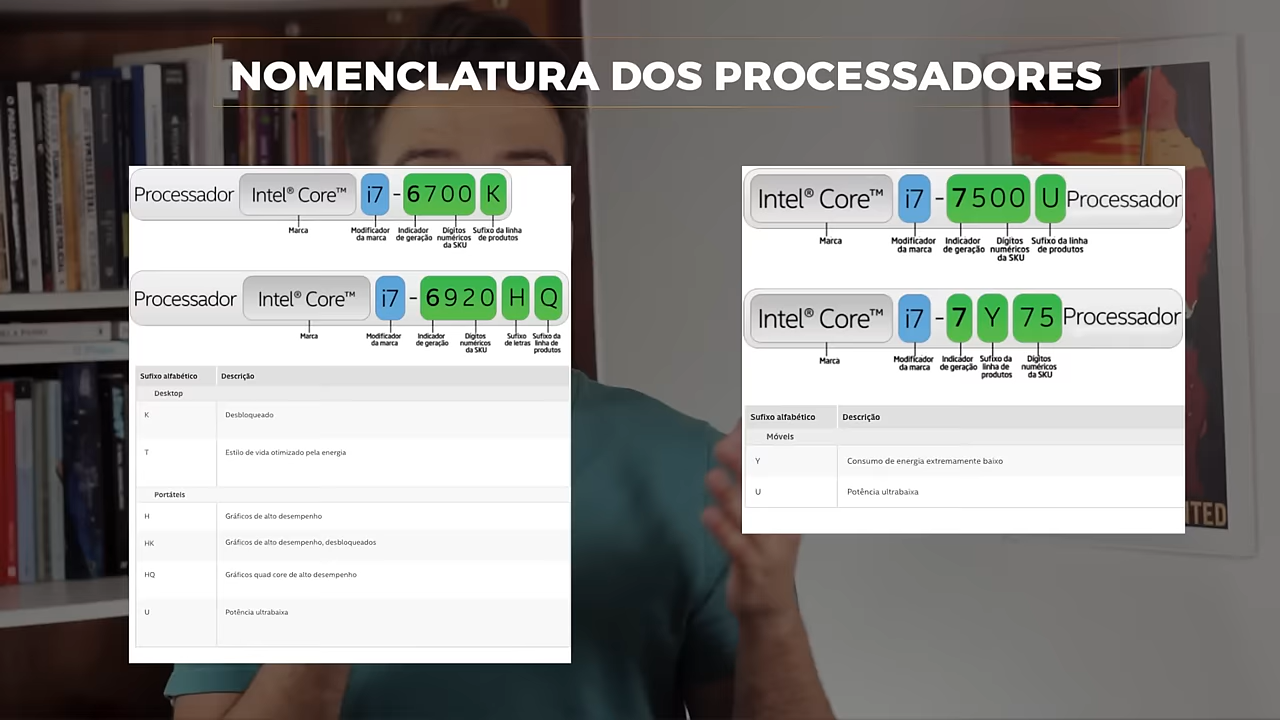 NOMENCLATURA DOS PROCESSADORES
Processador Intel® Core™ i7 - 6700 K
Marca
Modificador da marca
Indicador de geração
Dígitos numéricos da SKU
Sufixo da linha de produtos
Processador Intel® Core™ i7 - 6920 H Q
Marca
Modificador da marca
Indicador de geração
Dígitos numéricos da SKU
Sufixo de letras
Sufixo da linha de produtos
Sufixo alfabético Descrição
Desktop
K Desbloqueado
T Estilo de vida otimizado pela energia
Portáteis
H Gráficos de alto desempenho
HK Gráficos de alto desempenho, desbloqueados
HQ Gráficos quad core de alto desempenho
U Potência ultrabaixa
Intel® Core™ i7 - 7500 U Processador
Marca
Modificador da marca
Indicador de geração
Dígitos numéricos da SKU
Sufixo da linha de produtos
Intel® Core™ i7 - 7 Y 75 Processador
Marca
Modificador da marca
Indicador de geração
Sufixo da linha de produtos
Dígitos numéricos da SKU
Sufixo alfabético Descrição
Móveis
Y Consumo de energia extremamente baixo
U Potência ultrabaixa